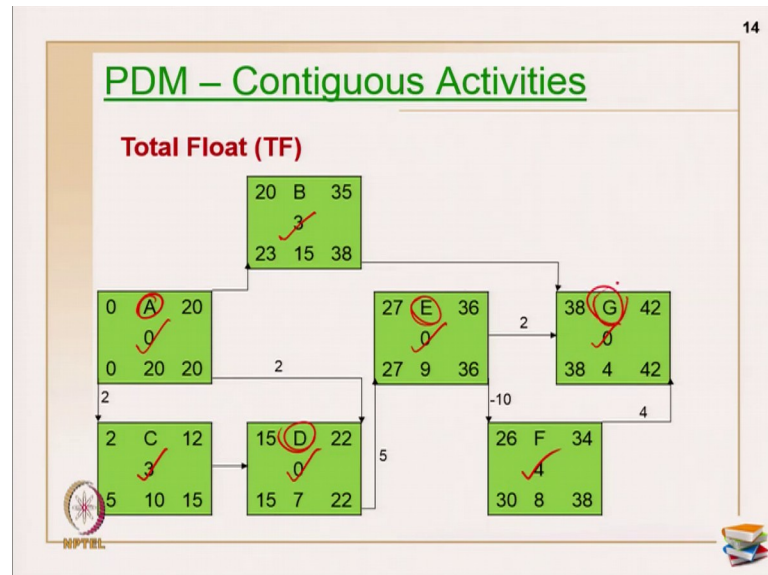 14
PDM – Contiguous Activities
Total Float (TF)
20 B 35
3
23 15 38
0 A 20
0
0 20 20
27 E 36
0
27 9 36
2
38 G 42
0
38 4 42
2
2
-10
4
2 C 12
3
5 10 15
15 D 22
0
15 7 22
5
26 F 34
4
30 8 38
NPTEL